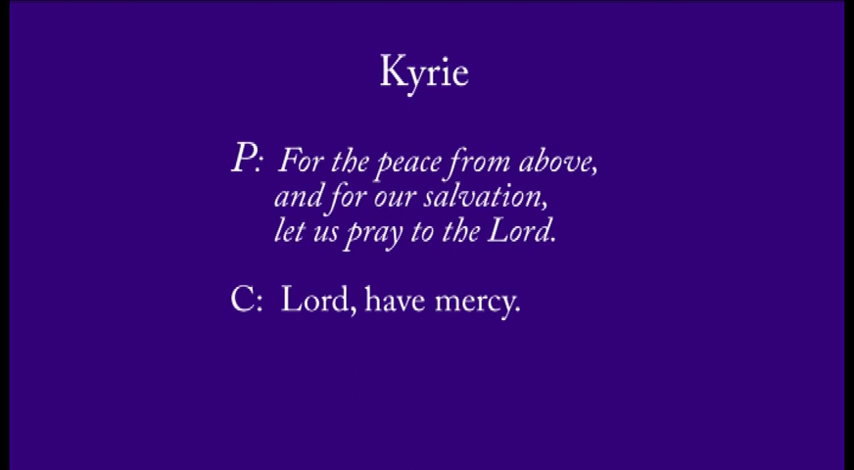 Kyrie
P: For the peace from above,
and for our salvation,
let us pray to the Lord.
C: Lord, have mercy.